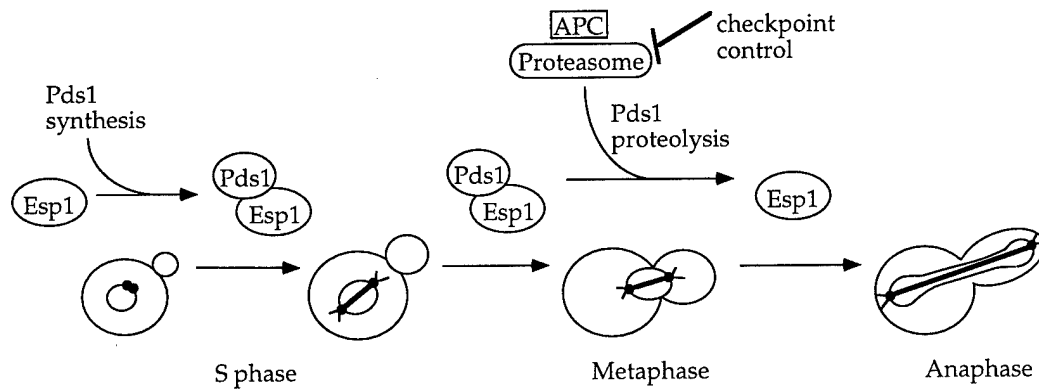 APC
Proteasome
checkpoint
control
Pds1
synthesis
Pds1
proteolysis
Esp1
Pds1
Esp1
Pds1
Esp1
Esp1
S phase
Metaphase
Anaphase